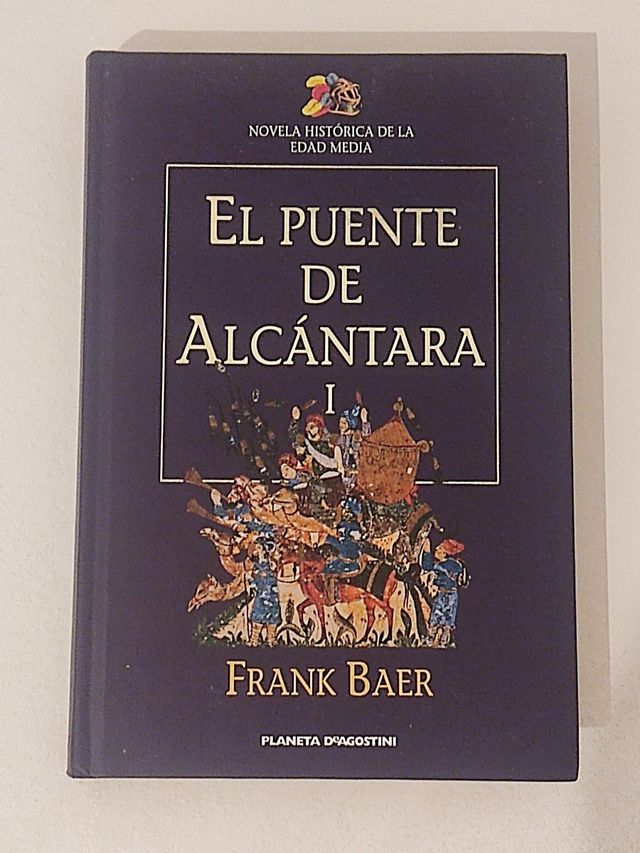 NOVELA HISTÓRICA DE LA
EDAD MEDIA
EL PUENTE
DE
ALCÁNTARA
I
FRANK BAER
PLANETA DeAGOSTINI